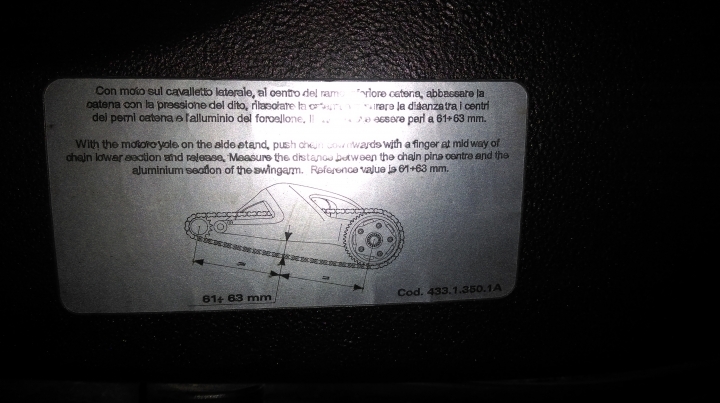 Con moto sul cavalletto laterale, al centro del catena, abbassare la
catena con la pressione del dito, rilasciare la misurare la distanza tra i centri
dei perni catena e l'alluminio del forcellone, essere pari a 61÷63 mm.
With the motorcycle on the side stand, push chain downwards with a finger at mid way of
chain lower section and release. Measure the distance between the chain pins centre and the
aluminium section of the swingarm. Reference value is 61÷63 mm.
61÷ 63 mm
Cod. 433.1.350.1A